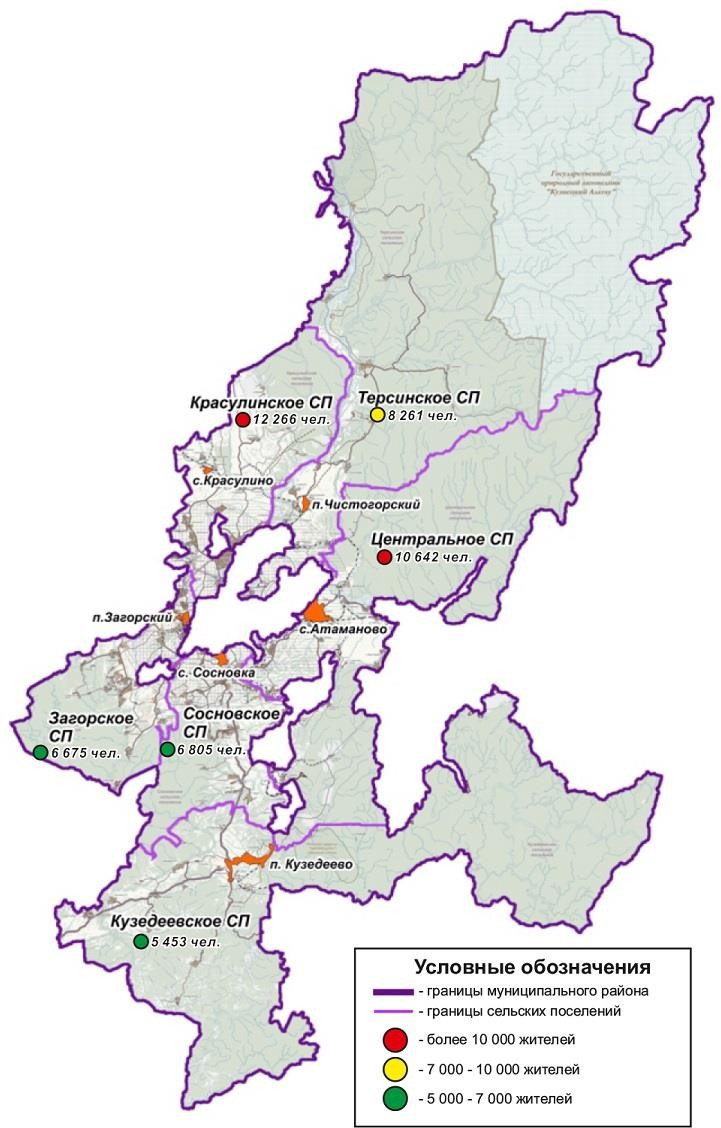 Государственный
природный заповедник
"Кузнецкий Алатау"
Красулинское СП
12 266 чел.
Терсинское СП
8 261 чел.
с.Красулино
п.Чистогорский
Центральное СП
10 642 чел.
п.Загорский
с.Атаманово
с. Сосновка
Загорское
СП
6 675 чел.
Сосновское
СП
6 805 чел.
п. Кузедеево
Кузедеевское СП
5 453 чел.
Условные обозначения
- границы муниципального района
- границы сельских поселений
- более 10 000 жителей
- 7 000 - 10 000 жителей
- 5 000 - 7 000 жителей